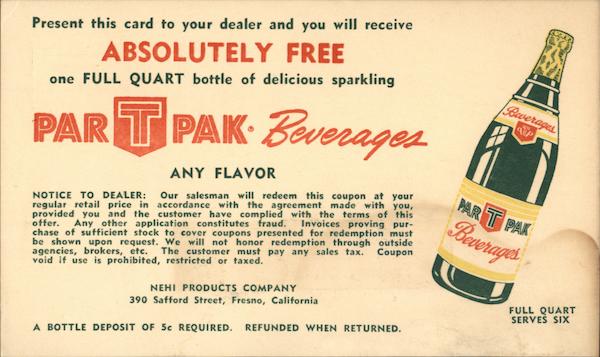 Present this card to your dealer and you will receive
ABSOLUTELY FREE
one FULL QUART bottle of delicious sparkling
PAR T PAK® Beverages
ANY FLAVOR
NOTICE TO DEALER: Our salesman will redeem this coupon at your
regular retail price in accordance with the agreement made with you,
provided you and the customer have complied with the terms of this
offer. Any other application constitutes fraud. Invoices proving pur-
chase of sufficient stock to cover coupons presented for redemption must
be shown upon request. We will not honor redemption through outside
agencies, brokers, etc. The customer must pay any sales tax. Coupon
void if use is prohibited, restricted or taxed.
NEHI PRODUCTS COMPANY
390 Safford Street, Fresno, California
A BOTTLE DEPOSIT OF 5c REQUIRED. REFUNDED WHEN RETURNED.
Beverages
PAR T PAK
Beverages
FULL QUART
SERVES SIX